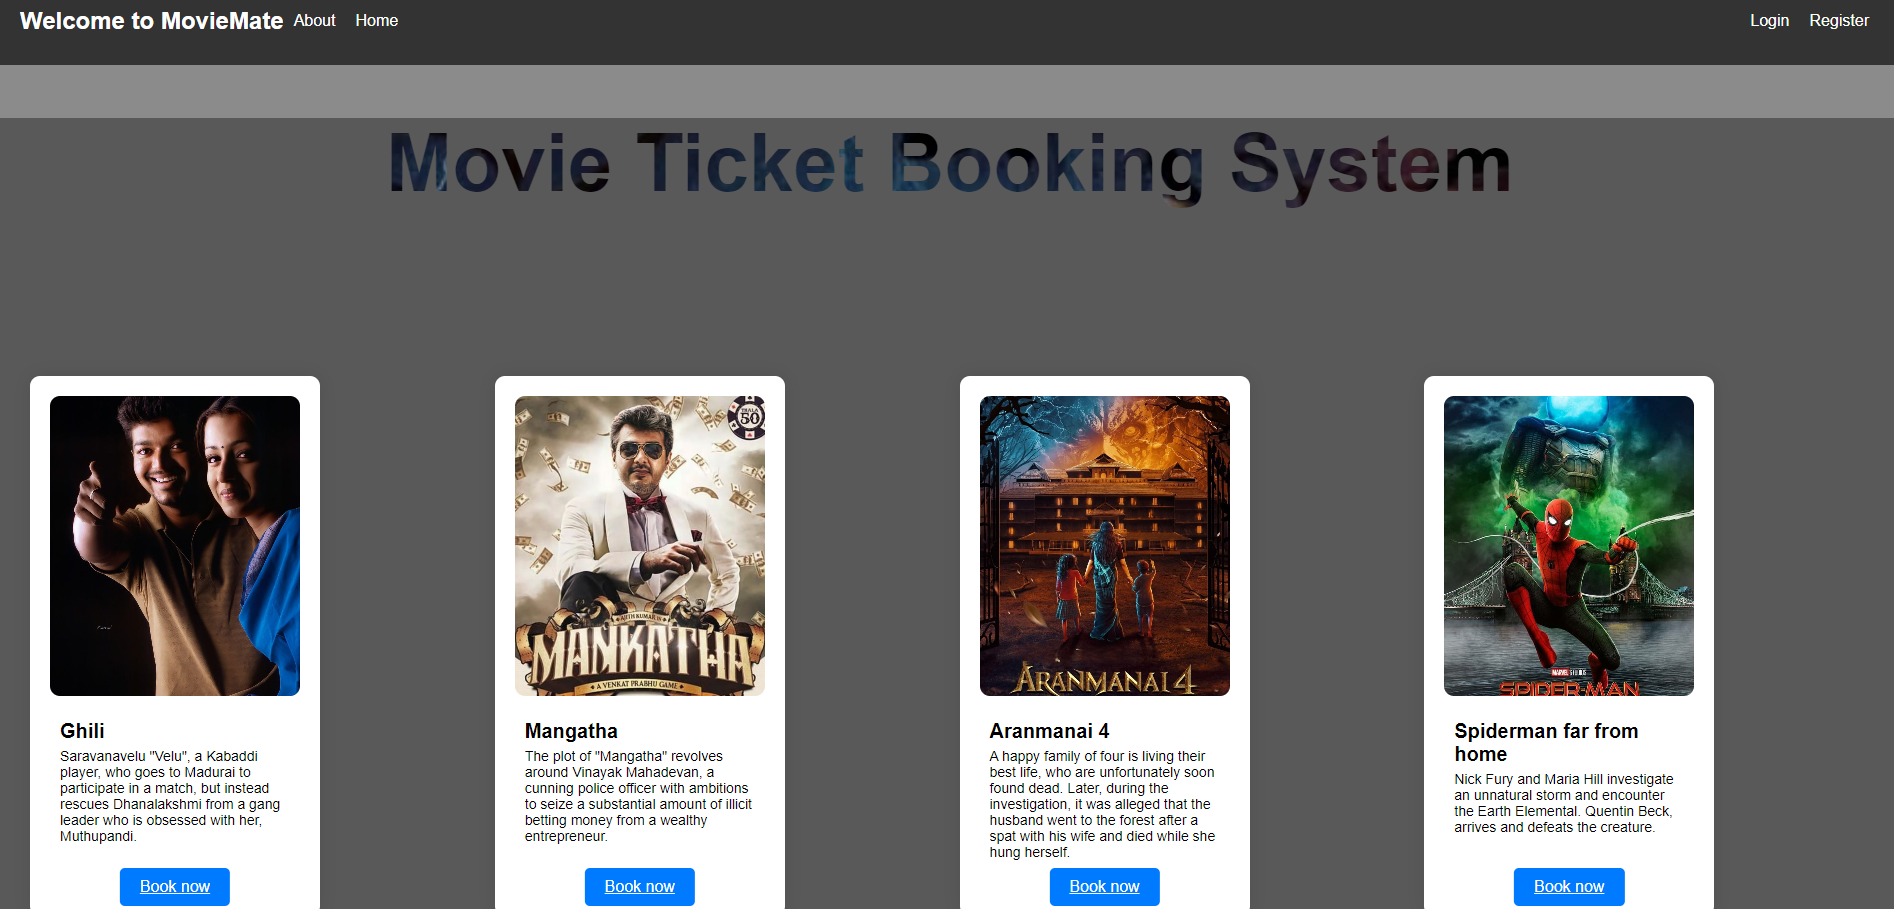 Welcome to MovieMate About Home Login Register
Movie Ticket Booking System
THALA
50
AJITH KUMAR IN
MANKATHA
A VENKAT PRABHU GAME
ARANMANAI 4
MARVEL STUDIOS
SPIDER-MAN
Ghili
Saravanavelu "Velu", a Kabaddi
player, who goes to Madurai to
participate in a match, but instead
rescues Dhanalakshmi from a gang
leader who is obsessed with her,
Muthupandi.
Book now
Mangatha
The plot of "Mangatha" revolves
around Vinayak Mahadevan, a
cunning police officer with ambitions
to seize a substantial amount of illicit
betting money from a wealthy
entrepreneur.
Book now
Aranmanai 4
A happy family of four is living their
best life, who are unfortunately soon
found dead. Later, during the
investigation, it was alleged that the
husband went to the forest after a
spat with his wife and died while she
hung herself.
Book now
Spiderman far from
home
Nick Fury and Maria Hill investigate
an unnatural storm and encounter
the Earth Elemental. Quentin Beck,
arrives and defeats the creature.
Book now